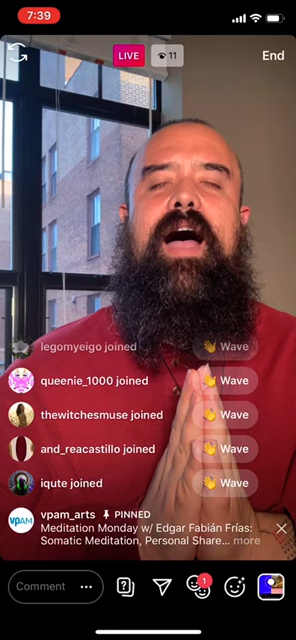 7:39
LIVE 11 End
legomyeigo joined 👋 Wave
queenie_1000 joined 👋 Wave
thewitchesmuse joined 👋 Wave
and_reacastillo joined 👋 Wave
iqute joined 👋 Wave
VPAM vpam_arts PINNED
Meditation Monday w/ Edgar Fabián Frías:
Somatic Meditation, Personal Share... more
Comment ... ? 1